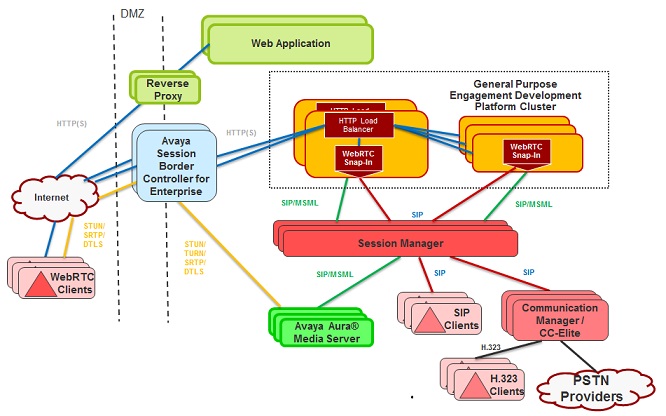 DMZ
Web Application
Reverse
Proxy
General Purpose
Engagement Development
Platform Cluster
HTTP Load
HTTP Load
Balancer
HTTP(S)
HTTP(S)
Avaya
Session
Border
Controller for
Enterprise
WebRTC
Snap-In
WebRTC
Snap-In
Internet
SIP/MSML
SIP
SIP/MSML
STUN/
SRTP/
DTLS
STUN/
TURN/
SRTP/
DTLS
Session Manager
WebRTC
Clients
SIP/MSML
SIP
SIP
Avaya Aura®
Media Server
SIP
Clients
Communication
Manager /
CC-Elite
H.323
H.323
Clients
PSTN
Providers